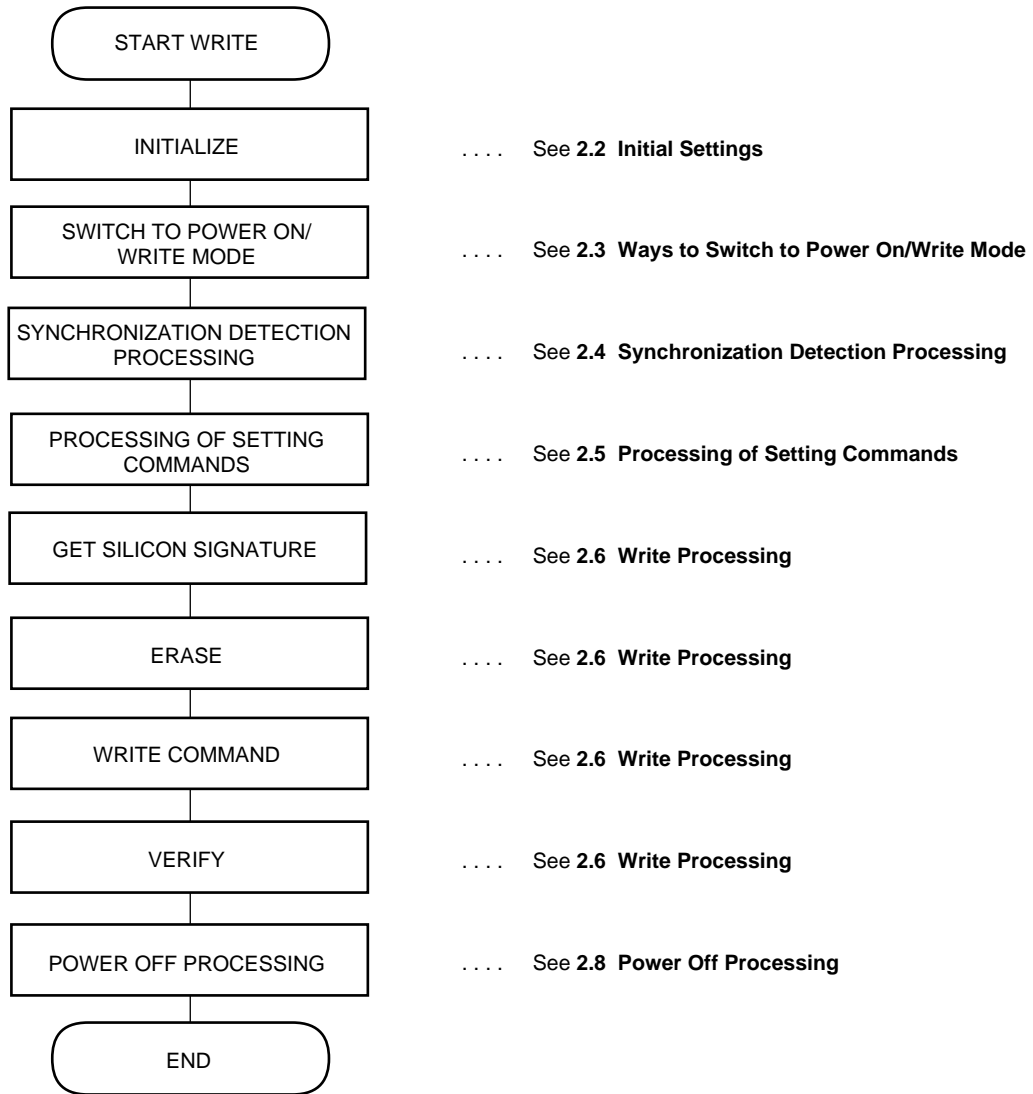 START WRITE
INITIALIZE
. . . . See 2.2 Initial Settings
SWITCH TO POWER ON/
WRITE MODE
. . . . See 2.3 Ways to Switch to Power On/Write Mode
SYNCHRONIZATION DETECTION
PROCESSING
. . . . See 2.4 Synchronization Detection Processing
PROCESSING OF SETTING
COMMANDS
. . . . See 2.5 Processing of Setting Commands
GET SILICON SIGNATURE
. . . . See 2.6 Write Processing
ERASE
. . . . See 2.6 Write Processing
WRITE COMMAND
. . . . See 2.6 Write Processing
VERIFY
. . . . See 2.6 Write Processing
POWER OFF PROCESSING
. . . . See 2.8 Power Off Processing
END